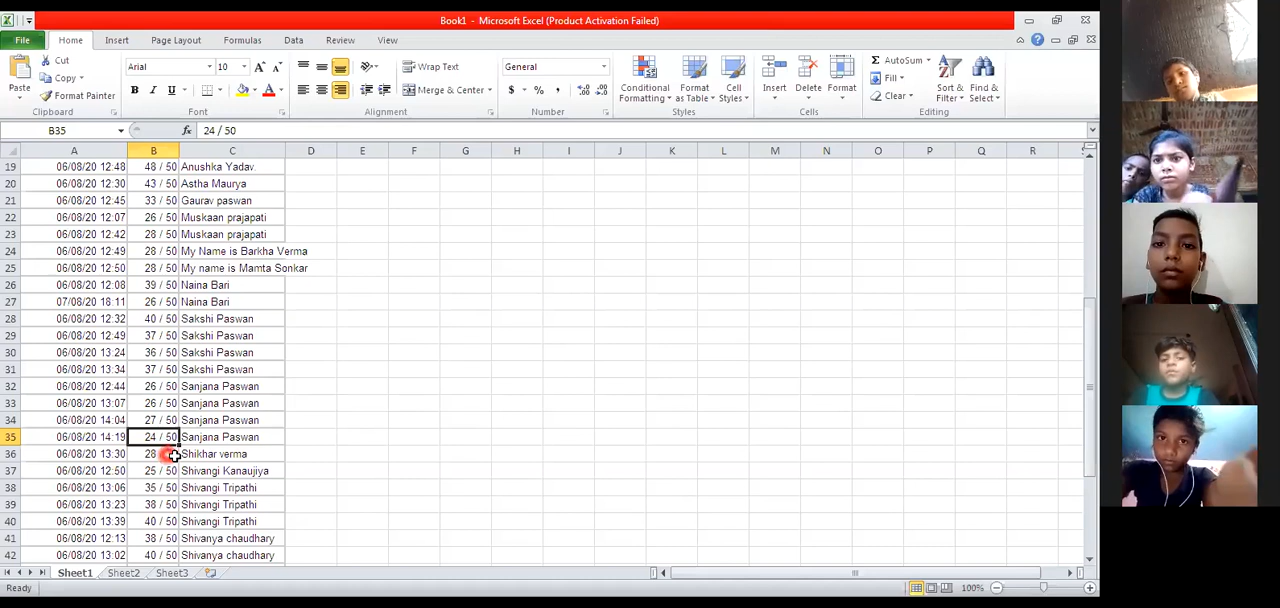 Book1 - Microsoft Excel (Product Activation Failed)
File Home Insert Page Layout Formulas Data Review View
Paste
Cut
Copy
Format Painter
Clipboard
Arial 10
B I U
Font
Wrap Text
Merge & Center
Alignment
General
$ % ,
Number
Conditional Formatting
Format as Table
Cell Styles
Styles
Insert Delete Format
Cells
AutoSum
Fill
Clear
Sort & Filter
Find & Select
Editing
B35 fx 24 / 50
A B C D E F G H I J K L M N O P Q R
19 06/08/20 12:48 48 / 50 Anushka Yadav
20 06/08/20 12:30 43 / 50 Astha Maurya
21 06/08/20 12:45 33 / 50 Gaurav paswan
22 06/08/20 12:07 26 / 50 Muskaan prajapati
23 06/08/20 12:42 28 / 50 Muskaan prajapati
24 06/08/20 12:49 28 / 50 My Name is Barkha Verma
25 06/08/20 12:50 28 / 50 My name is Mamta Sonkar
26 06/08/20 12:08 39 / 50 Naina Bari
27 07/08/20 18:11 26 / 50 Naina Bari
28 06/08/20 12:32 40 / 50 Sakshi Paswan
29 06/08/20 12:49 37 / 50 Sakshi Paswan
30 06/08/20 13:24 36 / 50 Sakshi Paswan
31 06/08/20 13:34 37 / 50 Sakshi Paswan
32 06/08/20 12:44 26 / 50 Sanjana Paswan
33 06/08/20 13:07 26 / 50 Sanjana Paswan
34 06/08/20 14:04 27 / 50 Sanjana Paswan
35 06/08/20 14:19 24 / 50 Sanjana Paswan
36 06/08/20 13:30 28 Shikhar verma
37 06/08/20 12:50 25 / 50 Shivangi Kanaujiya
38 06/08/20 13:06 35 / 50 Shivangi Tripathi
39 06/08/20 13:23 38 / 50 Shivangi Tripathi
40 06/08/20 13:39 40 / 50 Shivangi Tripathi
41 06/08/20 12:13 38 / 50 Shivanya chaudhary
42 06/08/20 13:02 40 / 50 Shivanya chaudhary
Sheet1 Sheet2 Sheet3
Ready 100%